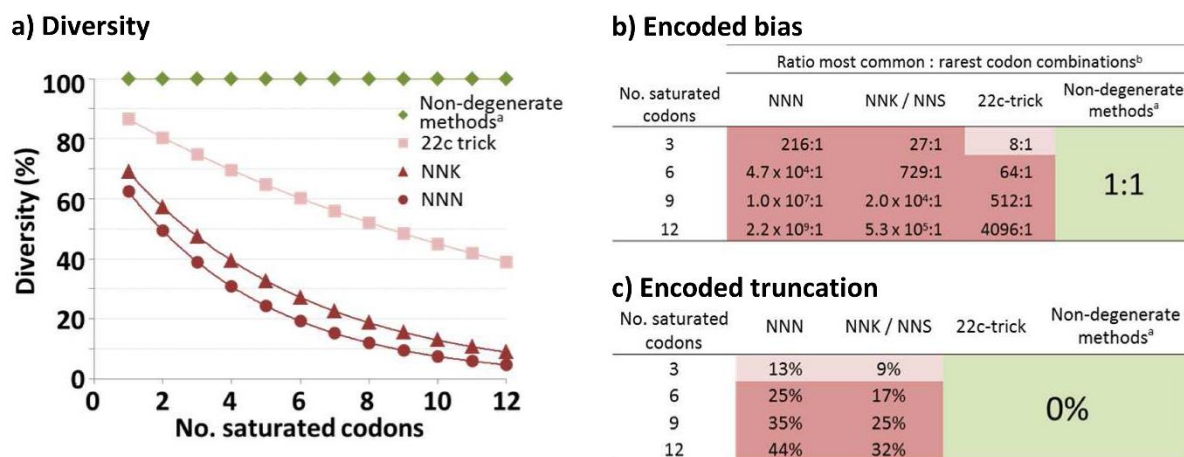 a) Diversity
100
80
60
40
20
0
Diversity (%)
0 2 4 6 8 10 12
No. saturated codons
Non-degenerate
methodsᵃ
22c trick
NNK
NNN
b) Encoded bias
Ratio most common : rarest codon combinationsᵇ
No. saturated codons NNN NNK / NNS 22c-trick Non-degenerate methodsᵃ
3 216:1 27:1 8:1
6 4.7 x 10⁴:1 729:1 64:1
9 1.0 x 10⁷:1 2.0 x 10⁴:1 512:1
12 2.2 x 10⁹:1 5.3 x 10⁵:1 4096:1
1:1
c) Encoded truncation
No. saturated codons NNN NNK / NNS 22c-trick Non-degenerate methodsᵃ
3 13% 9%
6 25% 17%
9 35% 25%
12 44% 32%
0%